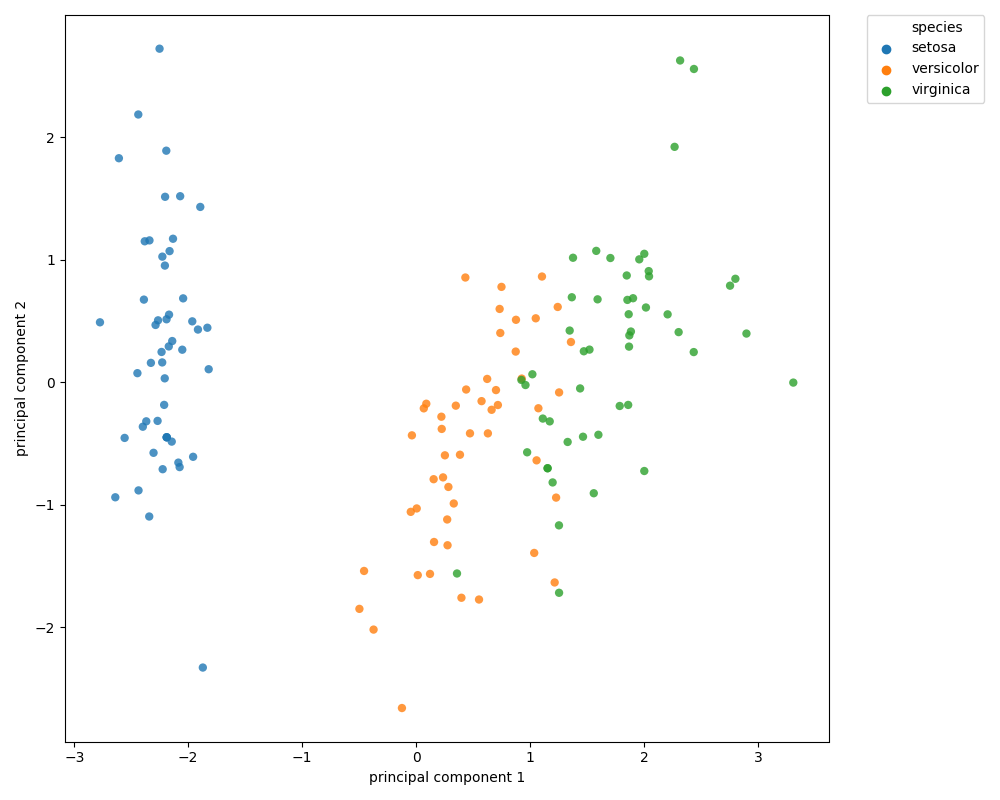 species
setosa
versicolor
virginica
principal component 2
2
1
0
−1
−2
−3
−2
−1
0
1
2
3
principal component 1